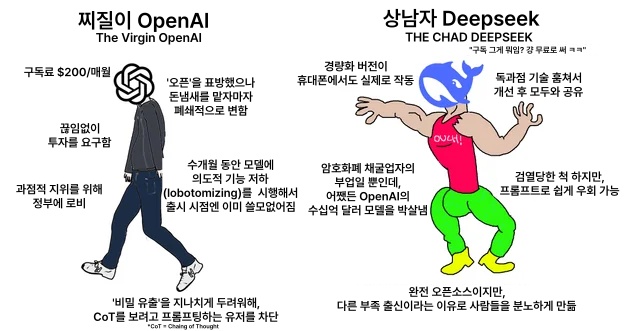 찌질이 OpenAI
The Virgin OpenAI
구독료 $200/매월
'오픈'을 표방했으나
돈냄새를 맡자마자
폐쇄적으로 변함
끊임없이
투자를 요구함
수개월 동안 모델에
의도적 기능 저하
(lobotomizing)를 시행해서
출시 시점엔 이미 쓸모없어짐
과점적 지위를 위해
정부에 로비
'비밀 유출'을 지나치게 두려워해,
CoT를 보려고 프롬프팅하는 유저를 차단
*CoT = Chaing of Thought
상남자 Deepseek
THE CHAD DEEPSEEK
"구독 그게 뭐임? 걍 무료로 써 ㅋㅋ"
경량화 버전이
휴대폰에서도 실제로 작동
독과점 기술 훔쳐서
개선 후 모두와 공유
OUCH!
암호화폐 채굴업자의
부업일 뿐인데,
어쨌든 OpenAI의
수십억 달러 모델을 박살냄
검열당한 척 하지만,
프롬프트로 쉽게 우회 가능
완전 오픈소스이지만,
다른 부족 출신이라는 이유로 사람들을 분노하게 만듦